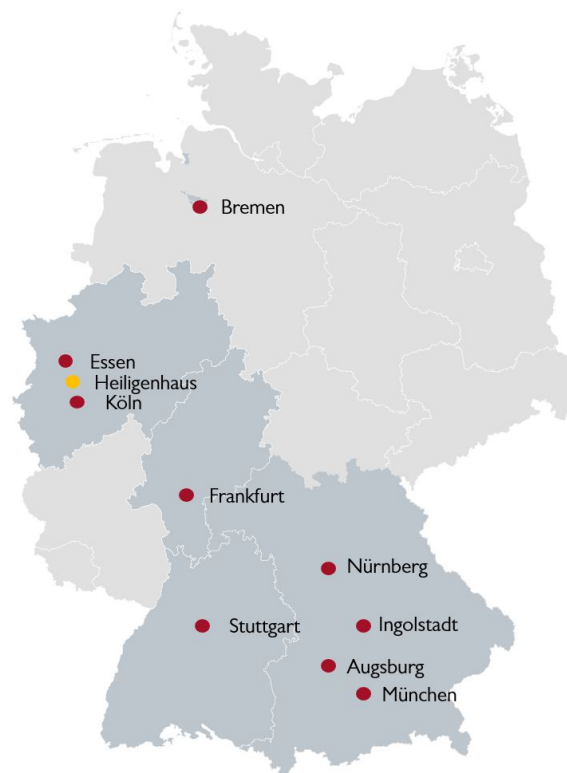 Bremen
Essen
Heiligenhaus
Köln
Frankfurt
Nürnberg
Stuttgart
Ingolstadt
Augsburg
München